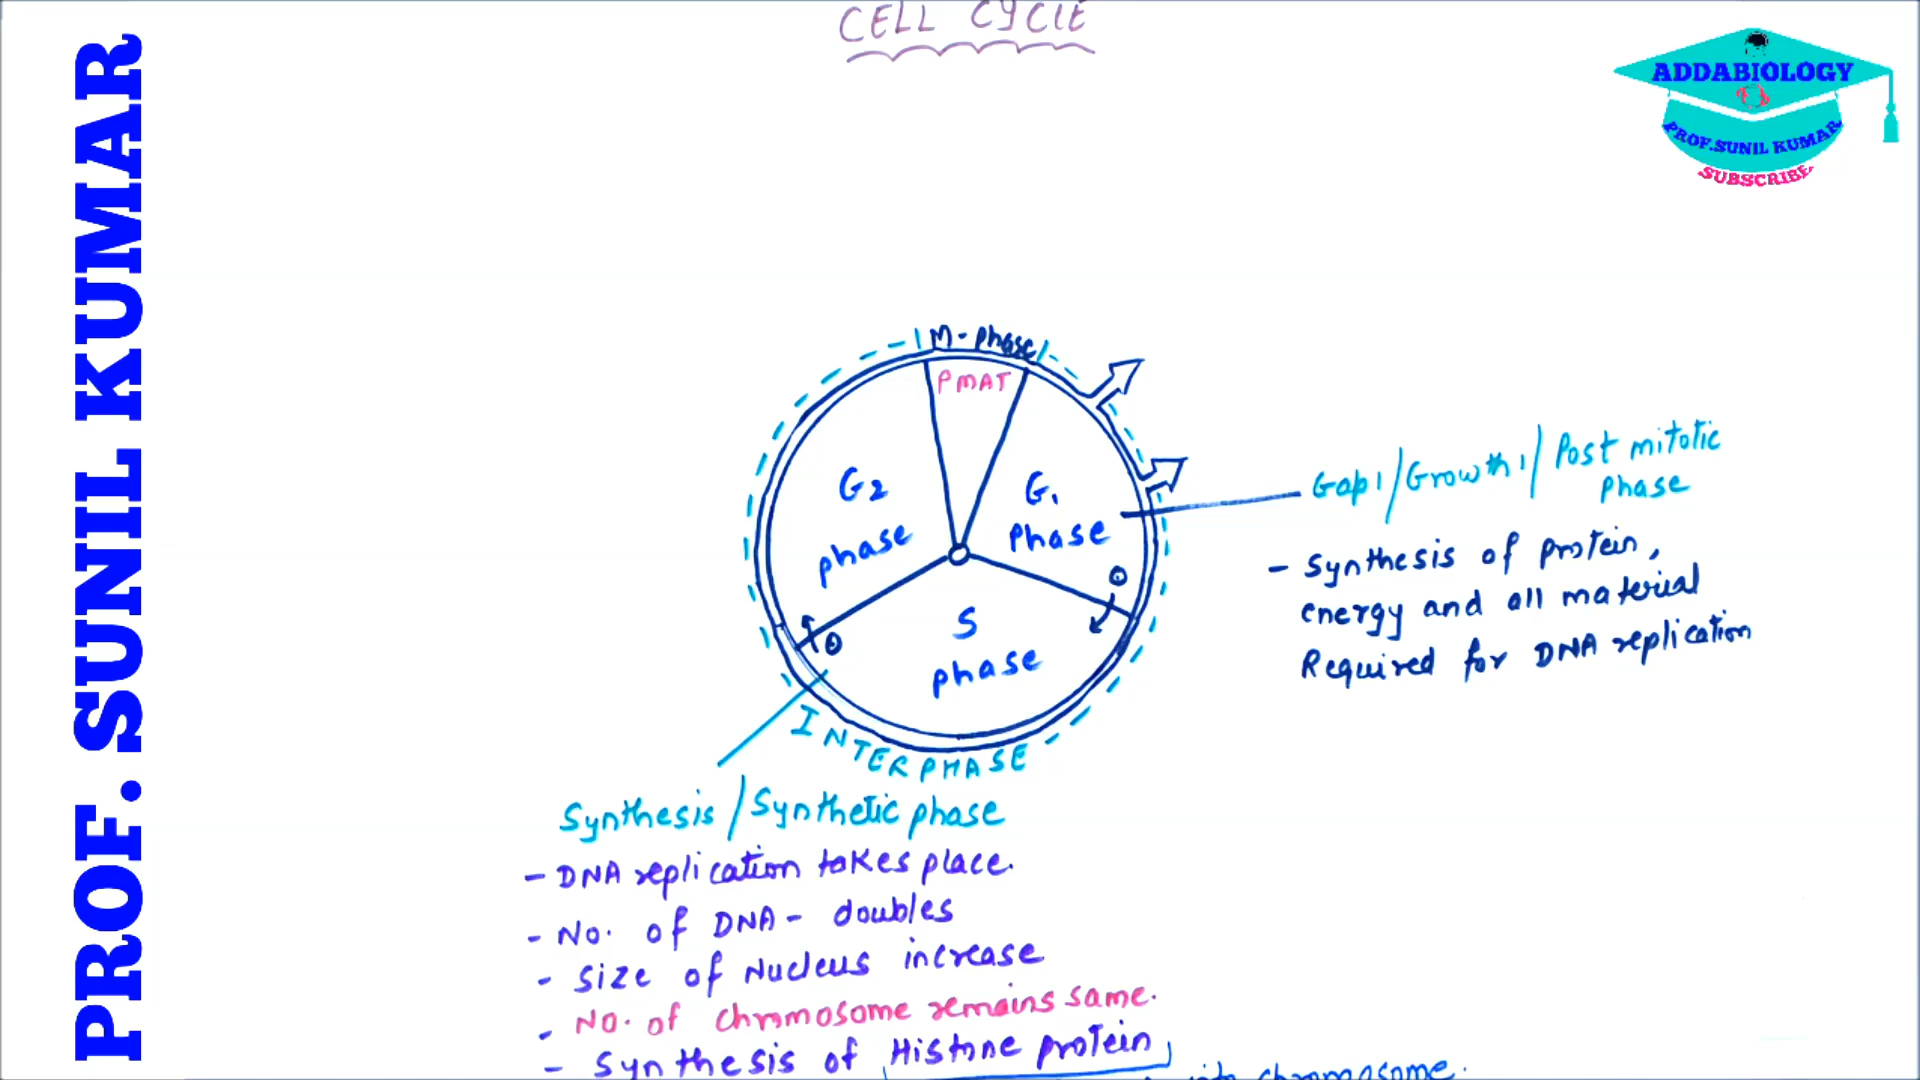 CELL CYCLE
PROF. SUNIL KUMAR
ADDABIOLOGY
PROF.SUNIL KUMAR
SUBSCRIBE
M-phase
PMAT
G2
phase
G1
Phase
S
phase
INTERPHASE
Gap1/Growth1/Post mitotic
phase
- Synthesis of protein,
energy and all material
Required for DNA replication
Synthesis/Synthetic phase
- DNA replication takes place.
- No. of DNA - doubles
- Size of Nucleus increase
- No. of chromosome remains same.
- Synthesis of Histone protein
into chromosome.